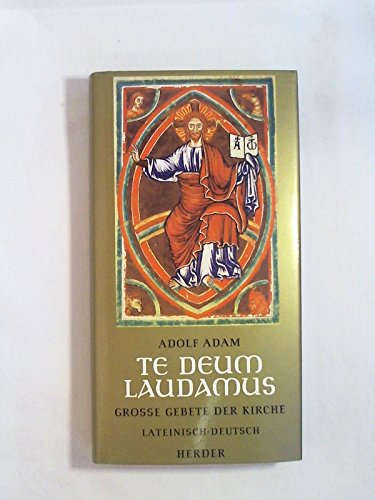 A Ω
ADOLF ADAM
TE DEUM
LAUDAMUS
GROSSE GEBETE DER KIRCHE
LATEINISCH-DEUTSCH
HERDER